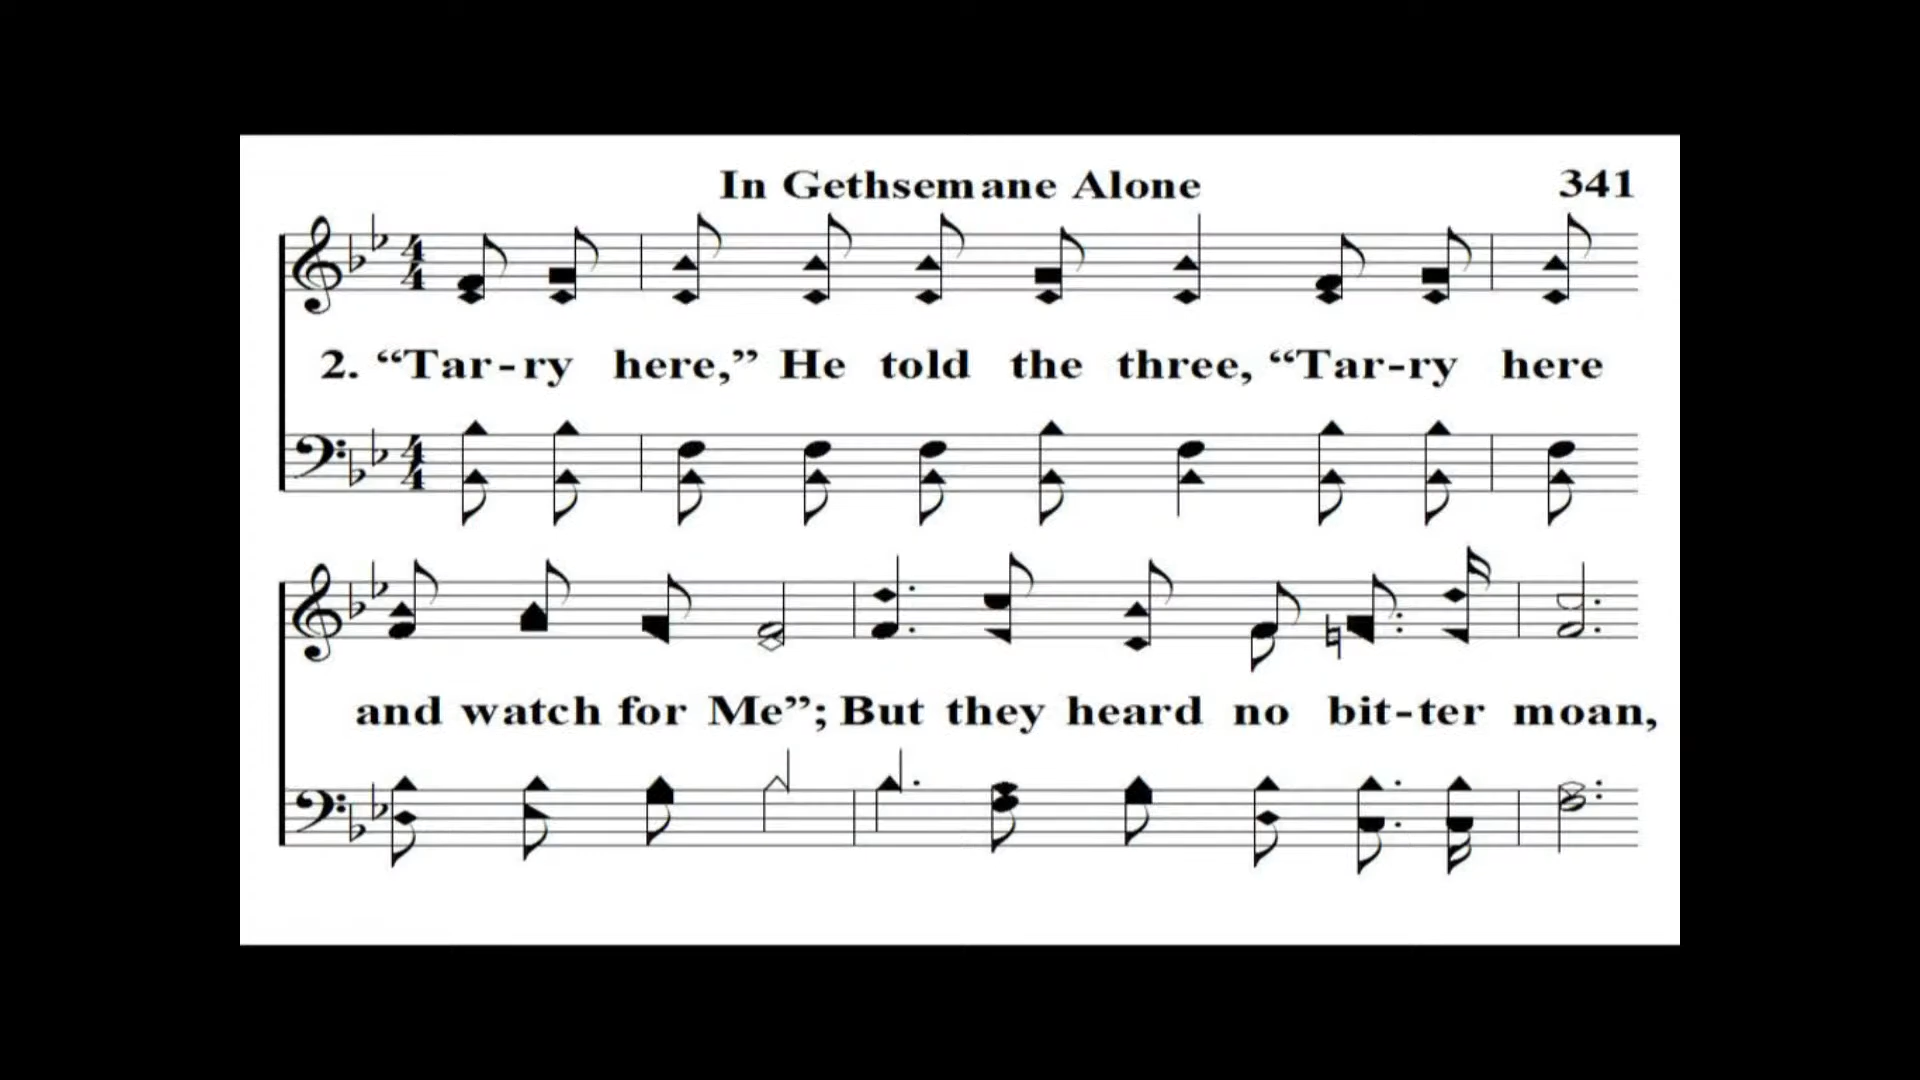 In Gethsemane Alone 341
2. “Tar-ry here,” He told the three, “Tar-ry here
and watch for Me”; But they heard no bit-ter moan,